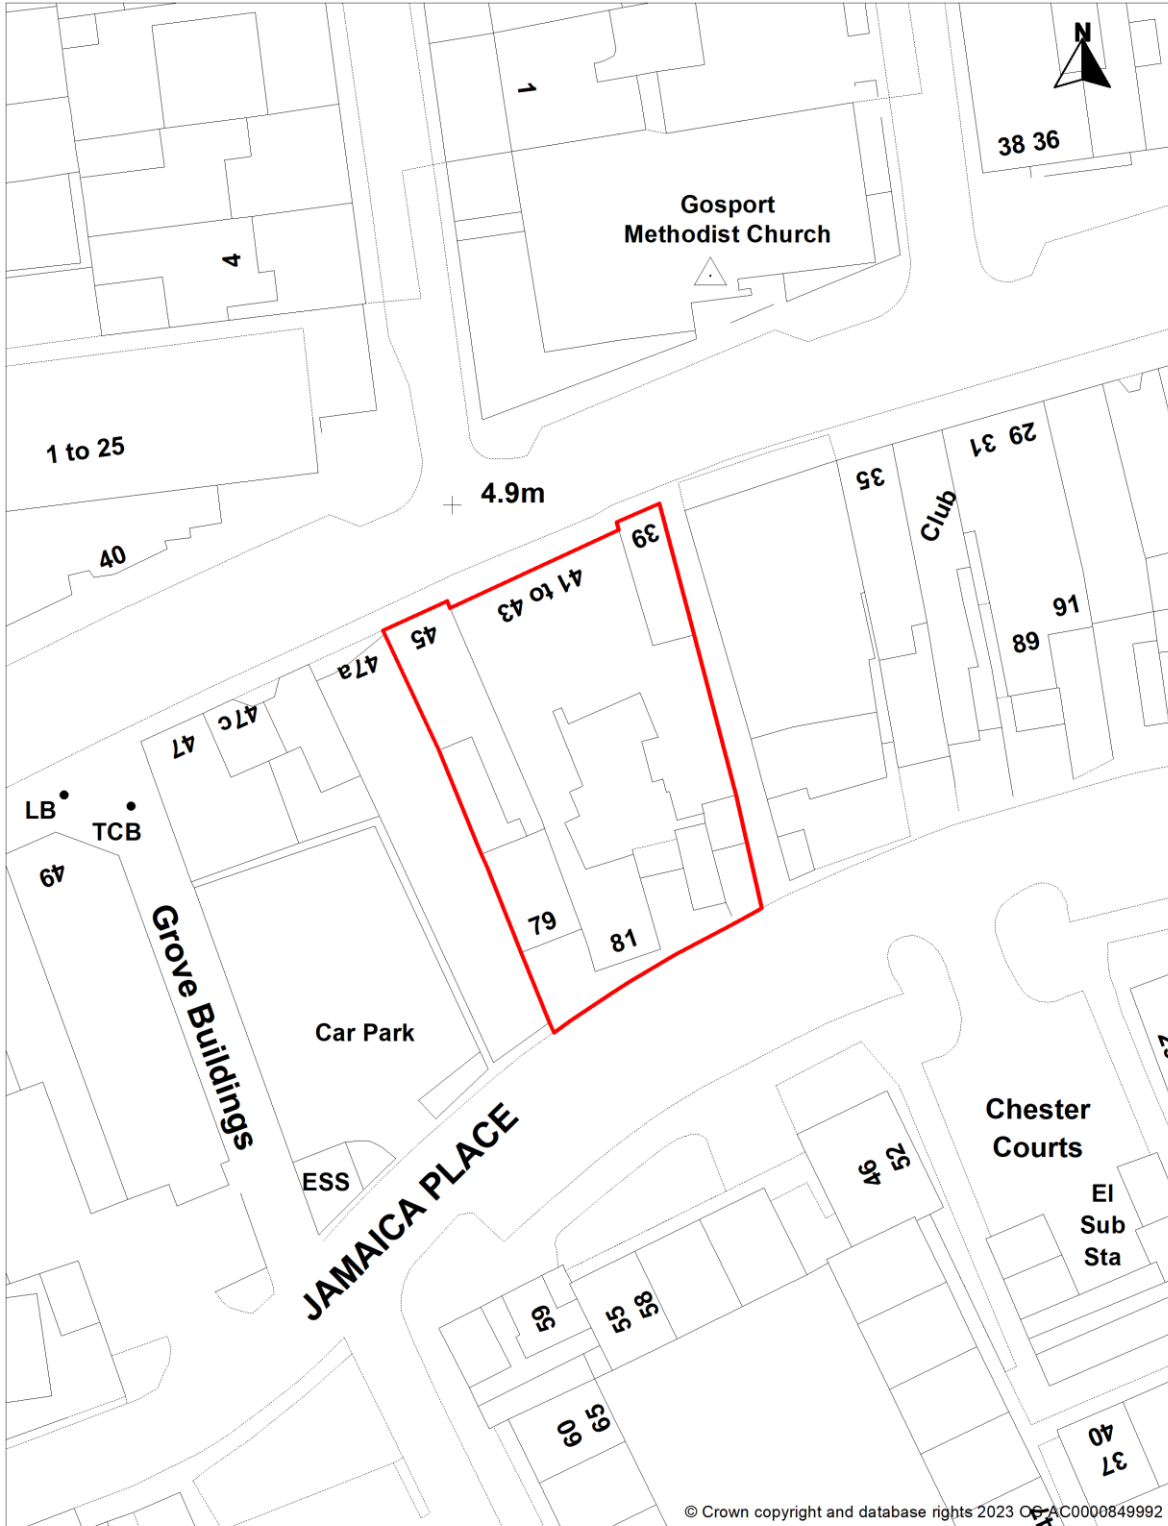 N
1
38 36
Gosport
Methodist Church
4
1 to 25
4.9m
40
35
Club
31 29
39
41 to 43
45
47a
47c
47
91
89
LB
TCB
49
79
81
Grove Buildings
Car Park
ESS
JAMAICA PLACE
Chester
Courts
El
Sub
Sta
46
52
59
55
58
60
65
40
37
© Crown copyright and database rights 2023 OS AC0000849992